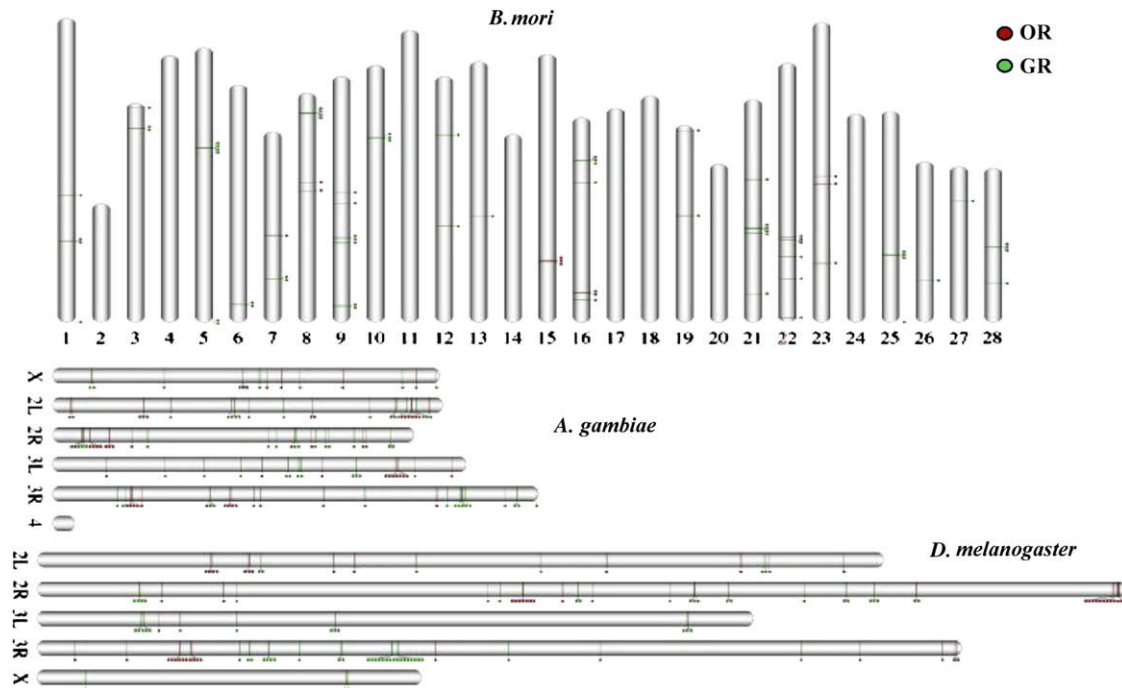 B. mori
OR
GR
1 2 3 4 5 6 7 8 9 10 11 12 13 14 15 16 17 18 19 20 21 22 23 24 25 26 27 28
X
2L
A. gambiae
2R
3L
3R
4
2L
D. melanogaster
2R
3L
3R
X